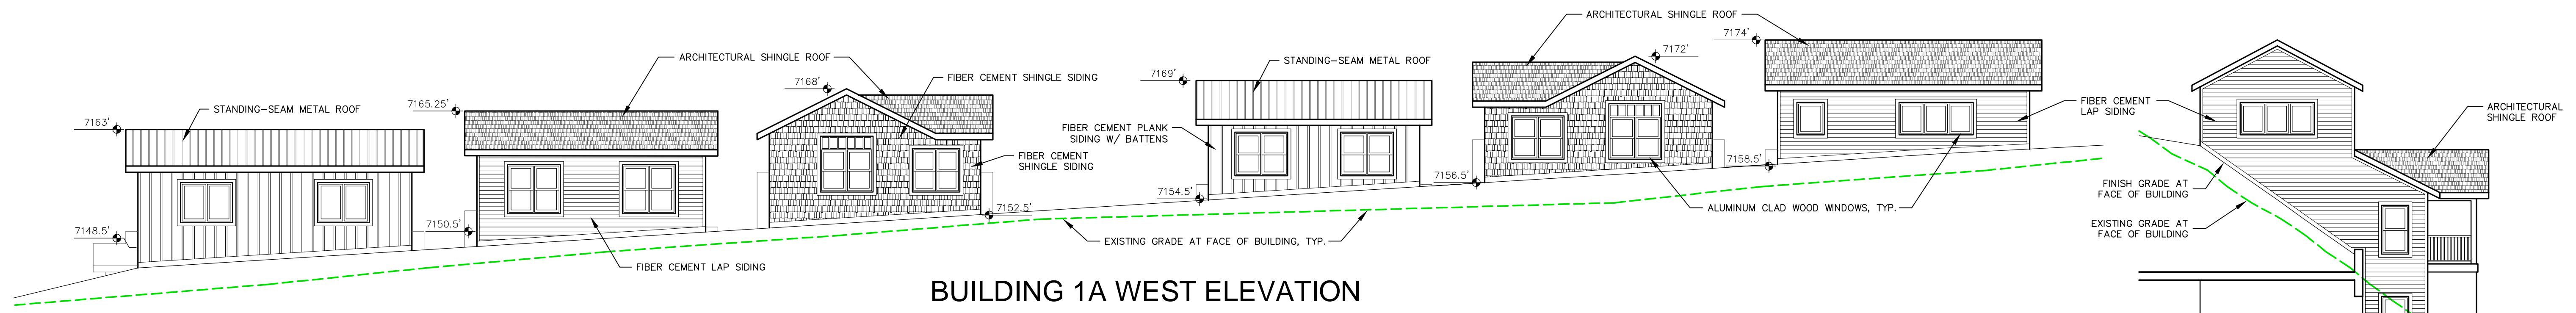 ARCHITECTURAL SHINGLE ROOF
7174'
7172'
ARCHITECTURAL SHINGLE ROOF
7168'
FIBER CEMENT SHINGLE SIDING
7169'
STANDING-SEAM METAL ROOF
7165.25'
STANDING-SEAM METAL ROOF
7163'
FIBER CEMENT PLANK
SIDING W/ BATTENS
FIBER CEMENT
LAP SIDING
ARCHITECTURAL
SHINGLE ROOF
FIBER CEMENT
SHINGLE SIDING
7158.5'
7156.5'
7154.5'
7152.5'
7150.5'
7148.5'
FINISH GRADE AT
FACE OF BUILDING
ALUMINUM CLAD WOOD WINDOWS, TYP.
EXISTING GRADE AT
FACE OF BUILDING
EXISTING GRADE AT FACE OF BUILDING, TYP.
FIBER CEMENT LAP SIDING
BUILDING 1A WEST ELEVATION